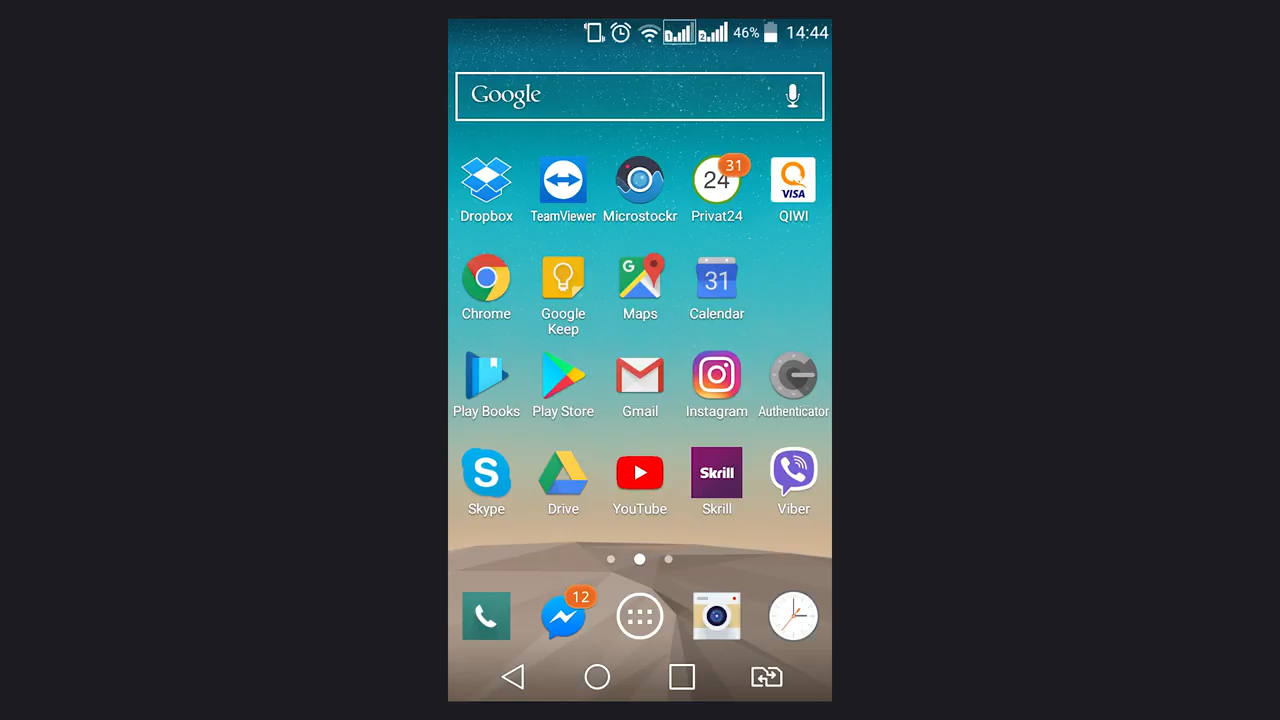 46% 14:44
Google
31
24
VISA
Dropbox TeamViewer Microstockr Privat24 QIWI
G
31
Chrome Google Keep Maps Calendar
Play Books Play Store Gmail Instagram Authenticator
S
Skrill
Skype Drive YouTube Skrill Viber
12